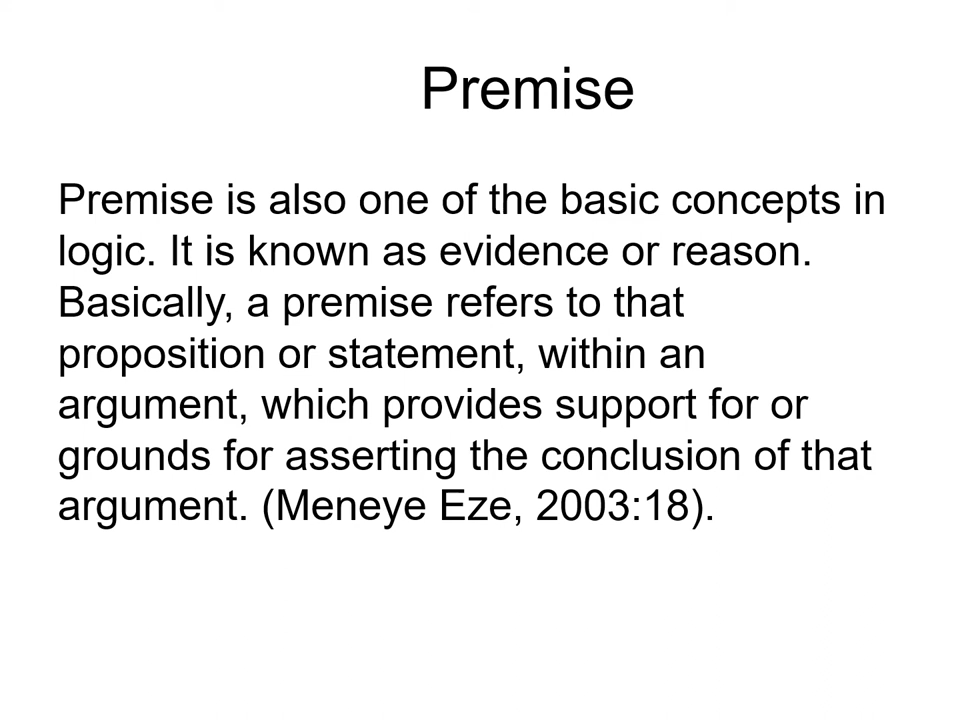 Premise
Premise is also one of the basic concepts in
logic. It is known as evidence or reason.
Basically, a premise refers to that
proposition or statement, within an
argument, which provides support for or
grounds for asserting the conclusion of that
argument. (Meneye Eze, 2003:18).